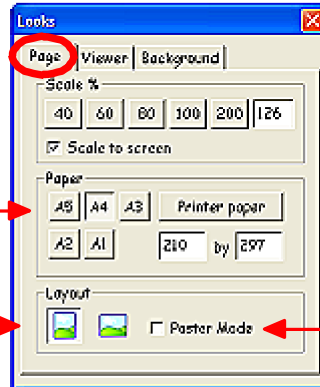 Looks
Page Viewer Background
Scale %
40 60 80 100 200 126
Scale to screen
Paper
A5 A4 A3 Printer paper
A2 A1 210 by 297
Layout
Poster Mode